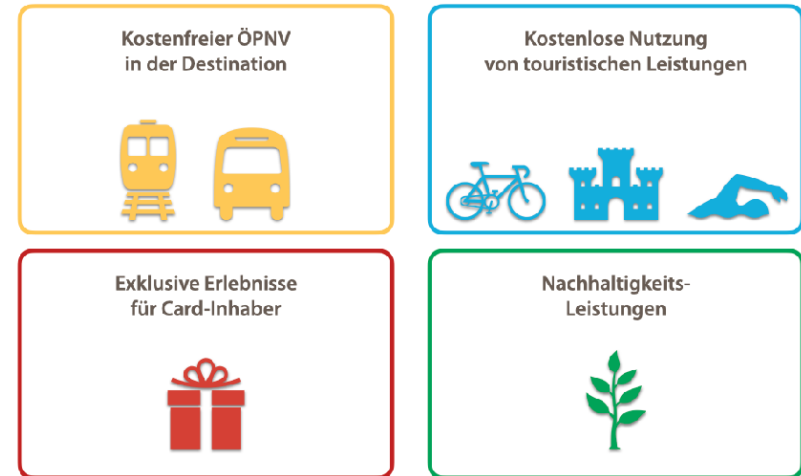 Kostenfreier ÖPNV
in der Destination
Kostenlose Nutzung
von touristischen Leistungen
Exklusive Erlebnisse
für Card-Inhaber
Nachhaltigkeits-
Leistungen